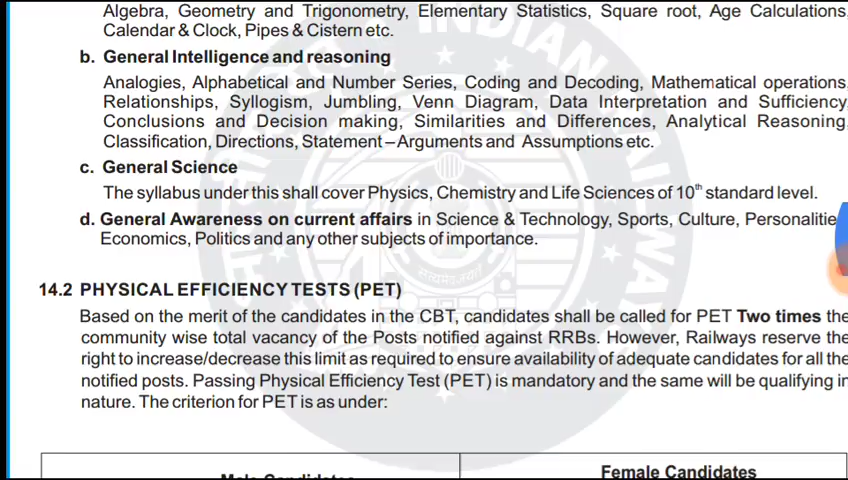 Algebra, Geometry and Trigonometry, Elementary Statistics, Square root, Age Calculations,
Calendar & Clock, Pipes & Cistern etc.
b. General Intelligence and reasoning
Analogies, Alphabetical and Number Series, Coding and Decoding, Mathematical operations,
Relationships, Syllogism, Jumbling, Venn Diagram, Data Interpretation and Sufficiency,
Conclusions and Decision making, Similarities and Differences, Analytical Reasoning,
Classification, Directions, Statement – Arguments and Assumptions etc.
c. General Science
The syllabus under this shall cover Physics, Chemistry and Life Sciences of 10th standard level.
d. General Awareness on current affairs in Science & Technology, Sports, Culture, Personalitie
Economics, Politics and any other subjects of importance.
14.2 PHYSICAL EFFICIENCY TESTS (PET)
Based on the merit of the candidates in the CBT, candidates shall be called for PET Two times the
community wise total vacancy of the Posts notified against RRBs. However, Railways reserve the
right to increase/decrease this limit as required to ensure availability of adequate candidates for all the
notified posts. Passing Physical Efficiency Test (PET) is mandatory and the same will be qualifying in
nature. The criterion for PET is as under:
Male Candidates
Female Candidates
INDIAN RAILWAYS
सत्यमेव जयते